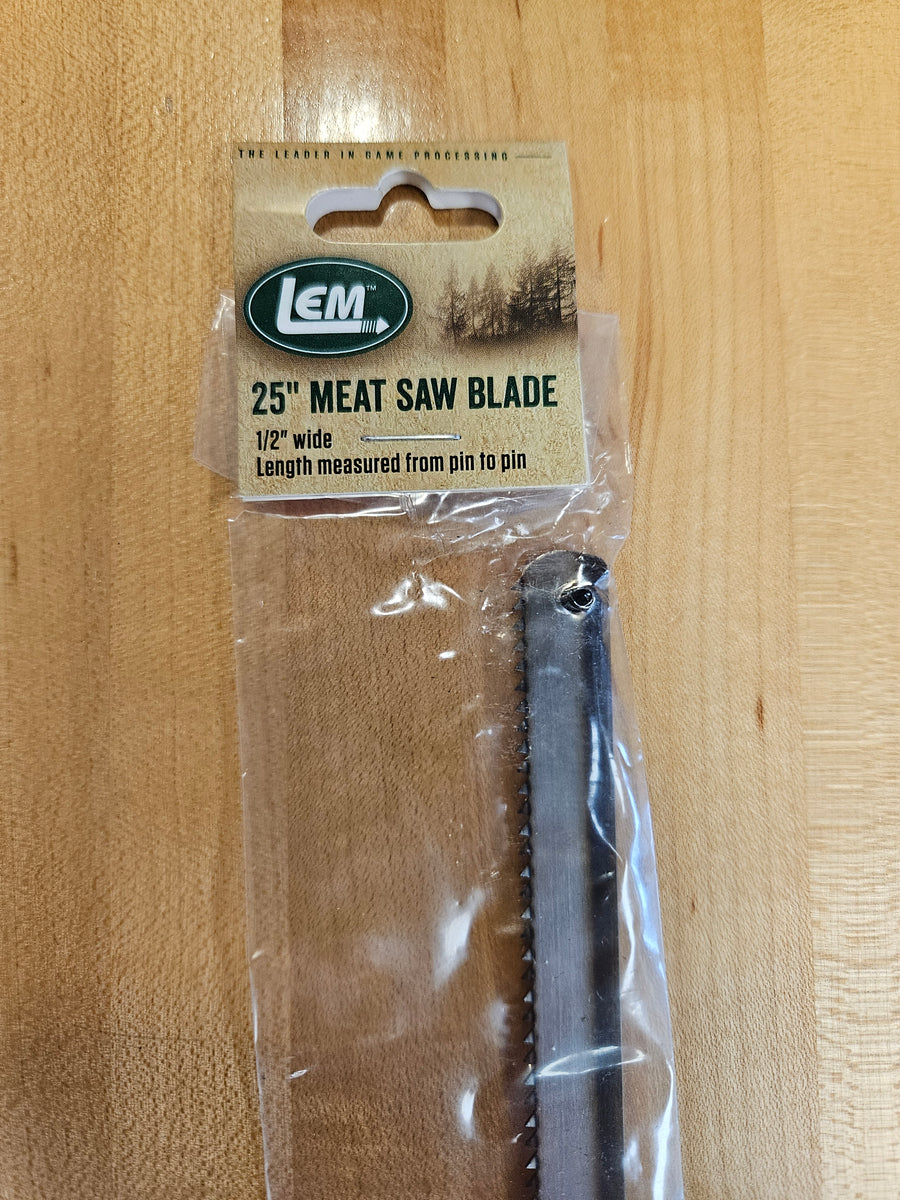 THE LEADER IN GAME PROCESSING
LEM™
25" MEAT SAW BLADE
1/2" wide
Length measured from pin to pin